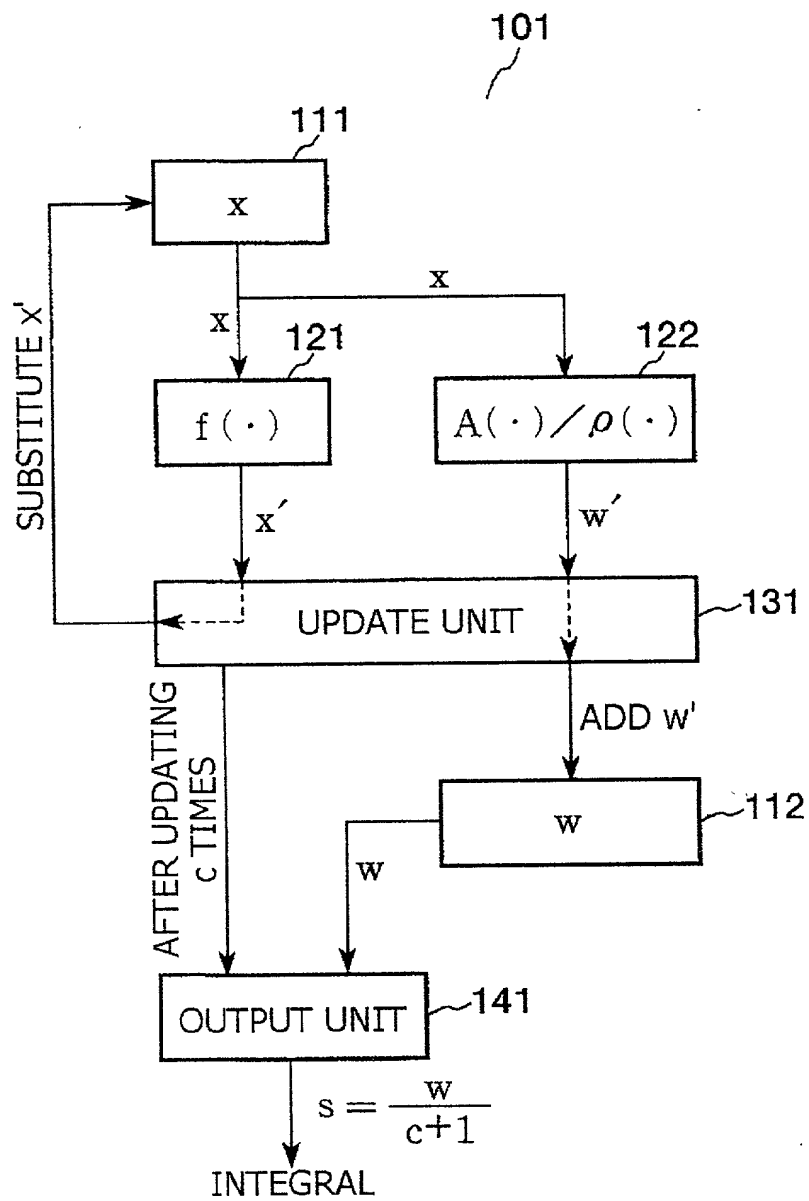 101
111
x
x
x
121
122
f(·)
A(·)/ρ(·)
SUBSTITUTE x'
x′
w′
UPDATE UNIT
131
ADD w'
AFTER UPDATING
c TIMES
w
112
w
OUTPUT UNIT
141
s = w/c+1
INTEGRAL